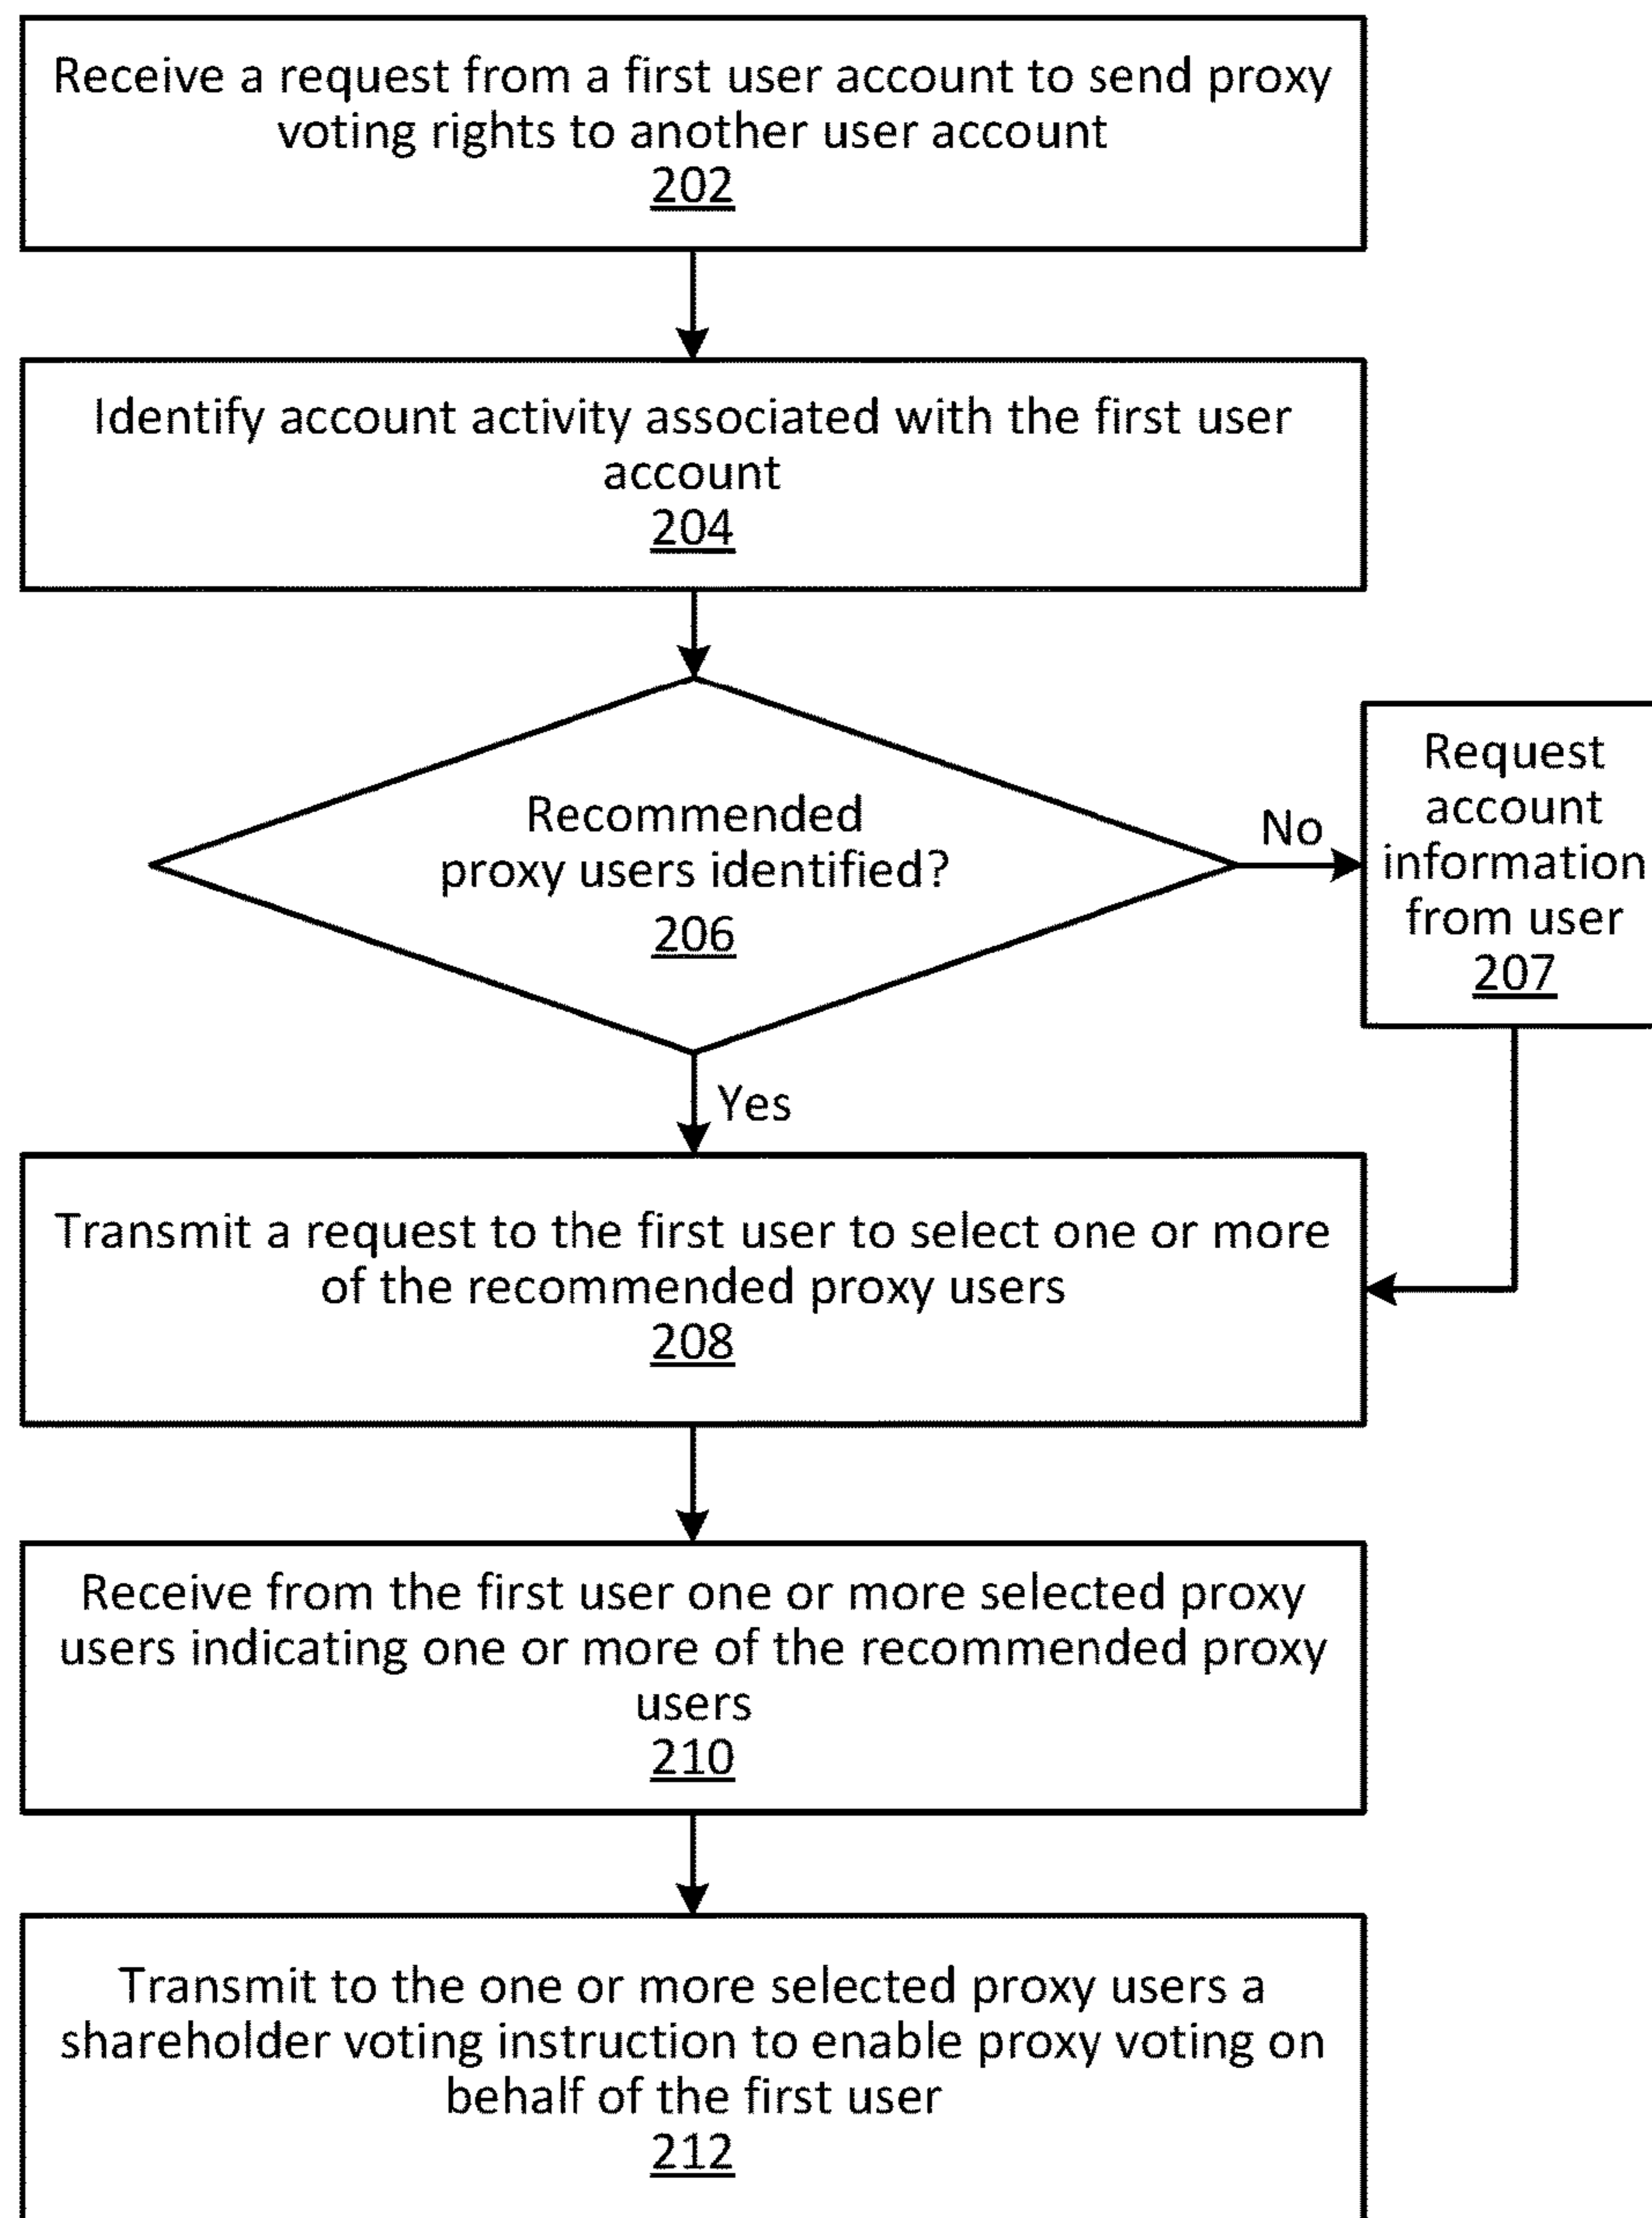 Receive a request from a first user account to send proxy
voting rights to another user account
202
Identify account activity associated with the first user
account
204
Recommended
proxy users identified?
206
No
Request
account
information
from user
207
Yes
Transmit a request to the first user to select one or more
of the recommended proxy users
208
Receive from the first user one or more selected proxy
users indicating one or more of the recommended proxy
users
210
Transmit to the one or more selected proxy users a
shareholder voting instruction to enable proxy voting on
behalf of the first user
212